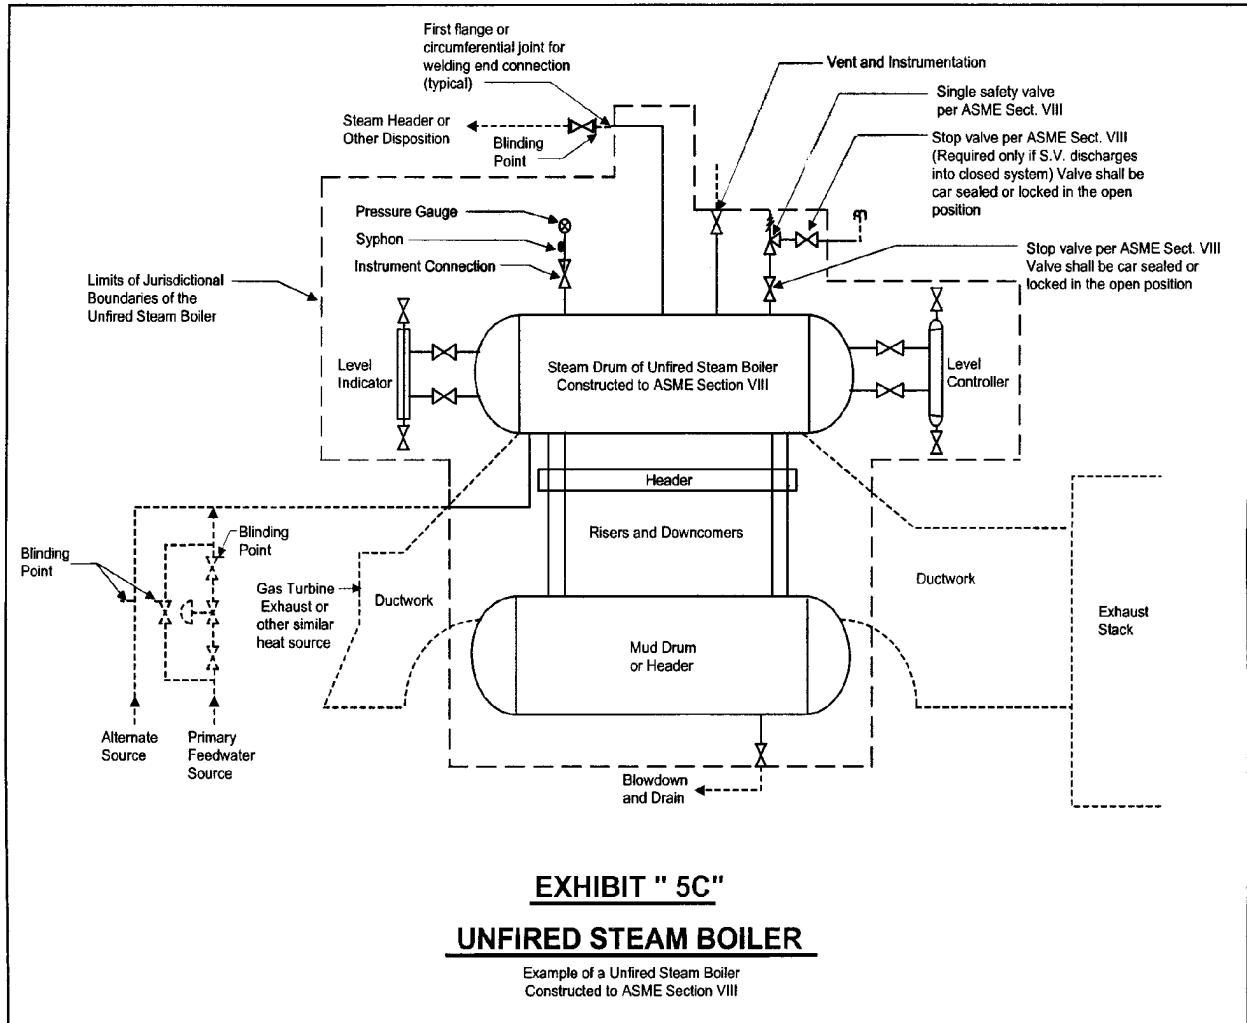 First flange or
circumferential joint for
welding end connection
(typical)
Vent and Instrumentation
Single safety valve
per ASME Sect. VIII
Steam Header or
Other Disposition
Blinding
Point
Stop valve per ASME Sect. VIII
(Required only if S.V. discharges
into closed system) Valve shall be
car sealed or locked in the open
position
Pressure Gauge
Syphon
Instrument Connection
Stop valve per ASME Sect. VIII
Valve shall be car sealed or
locked in the open position
Limits of Jurisdictional
Boundaries of the
Unfired Steam Boiler
Level
Indicator
Steam Drum of Unfired Steam Boiler
Constructed to ASME Section VIII
Level
Controller
Header
Risers and Downcomers
Blinding
Point
Blinding
Point
Gas Turbine
Exhaust or
other similar
heat source
Ductwork
Ductwork
Exhaust
Stack
Mud Drum
or Header
Alternate
Source
Primary
Feedwater
Source
Blowdown
and Drain
EXHIBIT " 5C"
UNFIRED STEAM BOILER
Example of a Unfired Steam Boiler
Constructed to ASME Section VIII